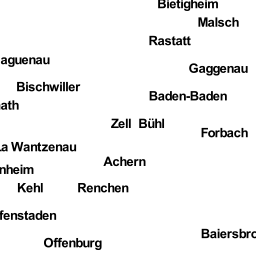 Bietigheim
Malsch
Rastatt
aguenau
Gaggenau
Bischwiller
Baden-Baden
ath
Zell Bühl
Forbach
La Wantzenau
Achern
nheim
Kehl Renchen
fenstaden
Baiersbro
Offenburg